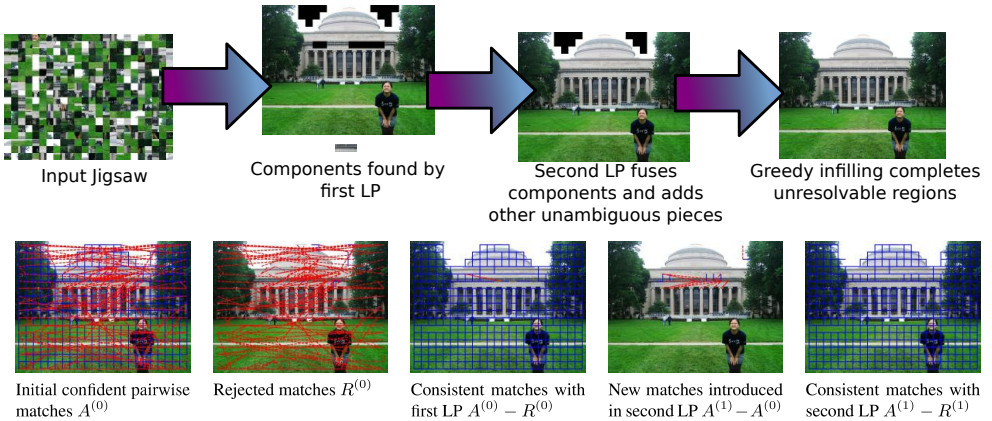 Input Jigsaw
Components found by
first LP
Second LP fuses
components and adds
other unambiguous pieces
Greedy infilling completes
unresolvable regions
Initial confident pairwise
matches A^(0)
Rejected matches R^(0)
Consistent matches with
first LP A^(0) − R^(0)
New matches introduced
in second LP A^(1) − A^(0)
Consistent matches with
second LP A^(1) − R^(1)